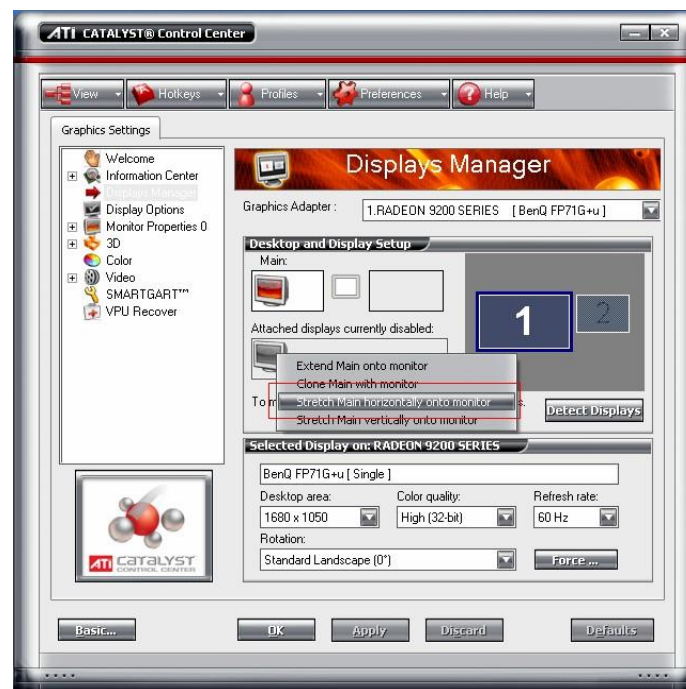 ATI CATALYST® Control Center
View
Hotkeys
Profiles
Preferences
Help
Graphics Settings
Welcome
Information Center
Displays Manager
Display Options
Monitor Properties 0
3D
Color
Video
SMARTGART™
VPU Recover
Displays Manager
Graphics Adapter :
1.RADEON 9200 SERIES [ BenQ FP71G+u ]
Desktop and Display Setup
Main:
1
2
Attached displays currently disabled:
Extend Main onto monitor
Clone Main with monitor
Stretch Main horizontally onto monitor
Stretch Main vertically onto monitor
To m
s.
Detect Displays
Selected Display on: RADEON 9200 SERIES
BenQ FP71G+u [ Single ]
Desktop area:
Color quality:
Refresh rate:
1680 x 1050
High (32-bit)
60 Hz
Rotation:
Standard Landscape (0°)
Force ...
ATI CATALYST
CONTROL CENTER
Basic...
OK
Apply
Discard
Defaults